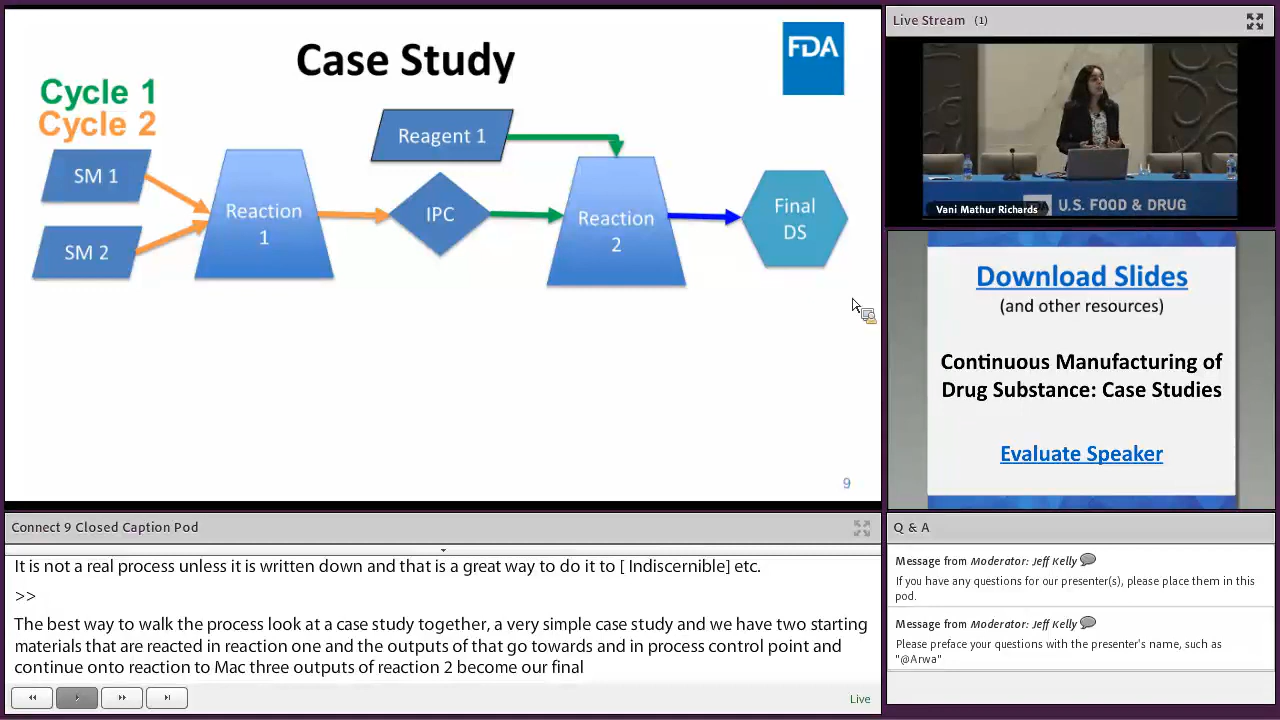 Case Study
FDA
Cycle 1
Cycle 2
SM 1
SM 2
Reaction
1
Reagent 1
IPC
Reaction
2
Final
DS
9
Live Stream (1)
Vani Mathur Richards
U.S. FOOD & DRUG
Download Slides
(and other resources)
Continuous Manufacturing of
Drug Substance: Case Studies
Evaluate Speaker
Connect 9 Closed Caption Pod
It is not a real process unless it is written down and that is a great way to do it to [ Indiscernible] etc.
>>
The best way to walk the process look at a case study together, a very simple case study and we have two starting
materials that are reacted in reaction one and the outputs of that go towards and in process control point and
continue onto reaction to Mac three outputs of reaction 2 become our final
Live
Q & A
Message from Moderator: Jeff Kelly
If you have any questions for our presenter(s), please place them in this
pod.
Message from Moderator: Jeff Kelly
Please preface your questions with the presenter's name, such as
"@Arwa"